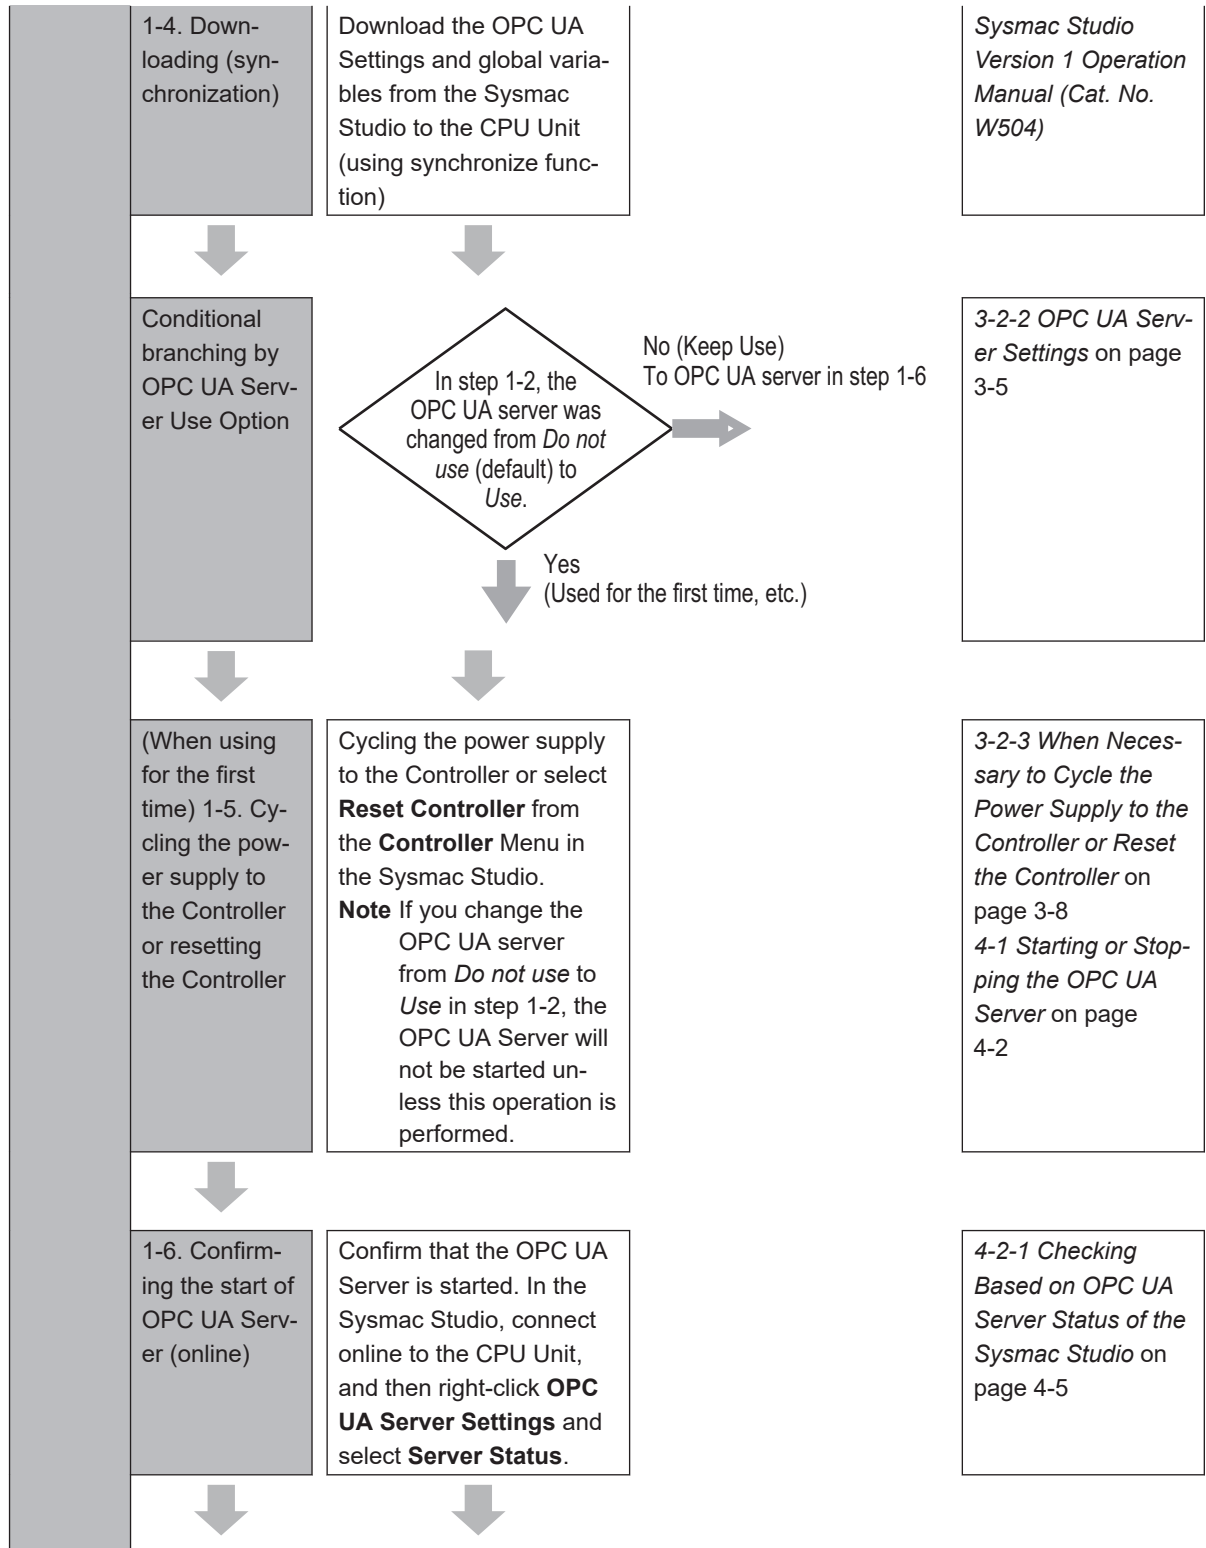 1-4. Down-
loading (syn-
chronization)
Download the OPC UA
Settings and global varia-
bles from the Sysmac
Studio to the CPU Unit
(using synchronize func-
tion)
Sysmac Studio
Version 1 Operation
Manual (Cat. No.
W504)
Conditional
branching by
OPC UA Serv-
er Use Option
In step 1-2, the
OPC UA server was
changed from Do not
use (default) to
Use.
No (Keep Use)
To OPC UA server in step 1-6
Yes
(Used for the first time, etc.)
3-2-2 OPC UA Serv-
er Settings on page
3-5
(When using
for the first
time) 1-5. Cy-
cling the pow-
er supply to
the Controller
or resetting
the Controller
Cycling the power supply
to the Controller or select
Reset Controller from
the Controller Menu in
the Sysmac Studio.
Note If you change the
OPC UA server
from Do not use to
Use in step 1-2, the
OPC UA Server will
not be started un-
less this operation is
performed.
3-2-3 When Neces-
sary to Cycle the
Power Supply to the
Controller or Reset
the Controller on
page 3-8
4-1 Starting or Stop-
ping the OPC UA
Server on page
4-2
1-6. Confirm-
ing the start of
OPC UA Serv-
er (online)
Confirm that the OPC UA
Server is started. In the
Sysmac Studio, connect
online to the CPU Unit,
and then right-click OPC
UA Server Settings and
select Server Status.
4-2-1 Checking
Based on OPC UA
Server Status of the
Sysmac Studio on
page 4-5